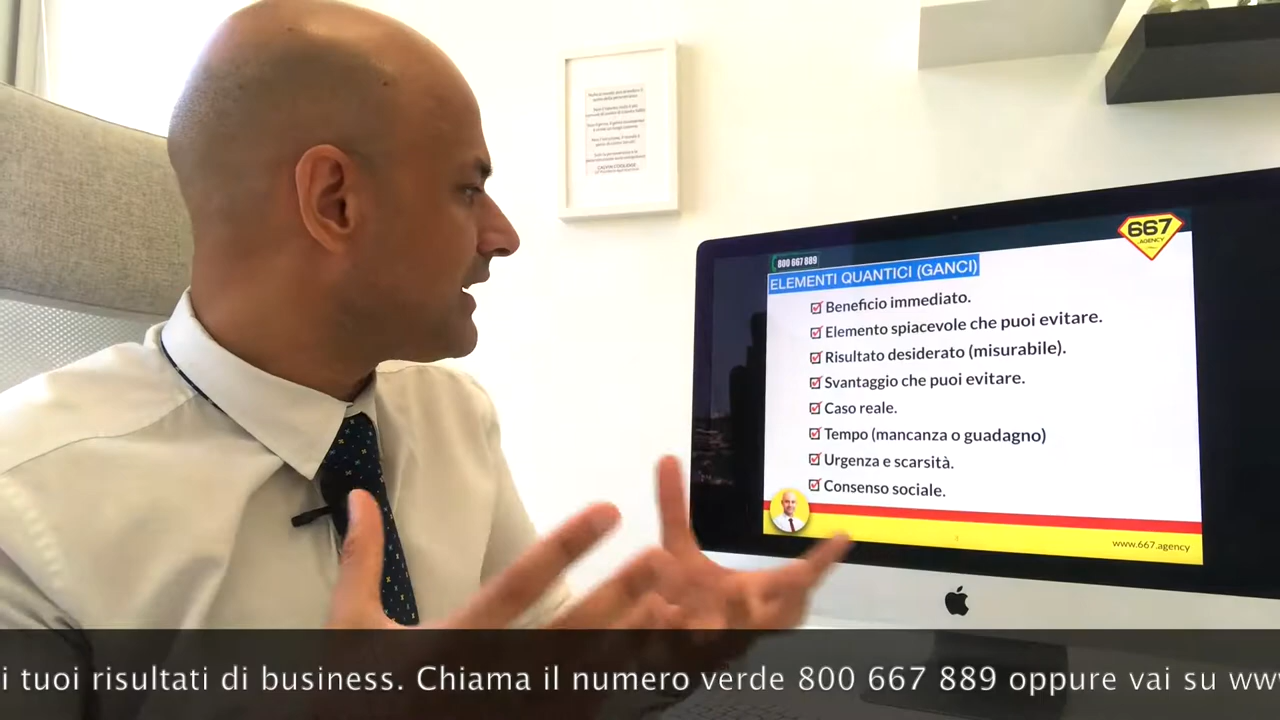 667
.AGENCY
800 667 889
ELEMENTI QUANTICI (GANCI)
Beneficio immediato.
Elemento spiacevole che puoi evitare.
Risultato desiderato (misurabile).
Svantaggio che puoi evitare.
Caso reale.
Tempo (mancanza o guadagno)
Urgenza e scarsità.
Consenso sociale.
www.667.agency
i tuoi risultati di business. Chiama il numero verde 800 667 889 oppure vai su www